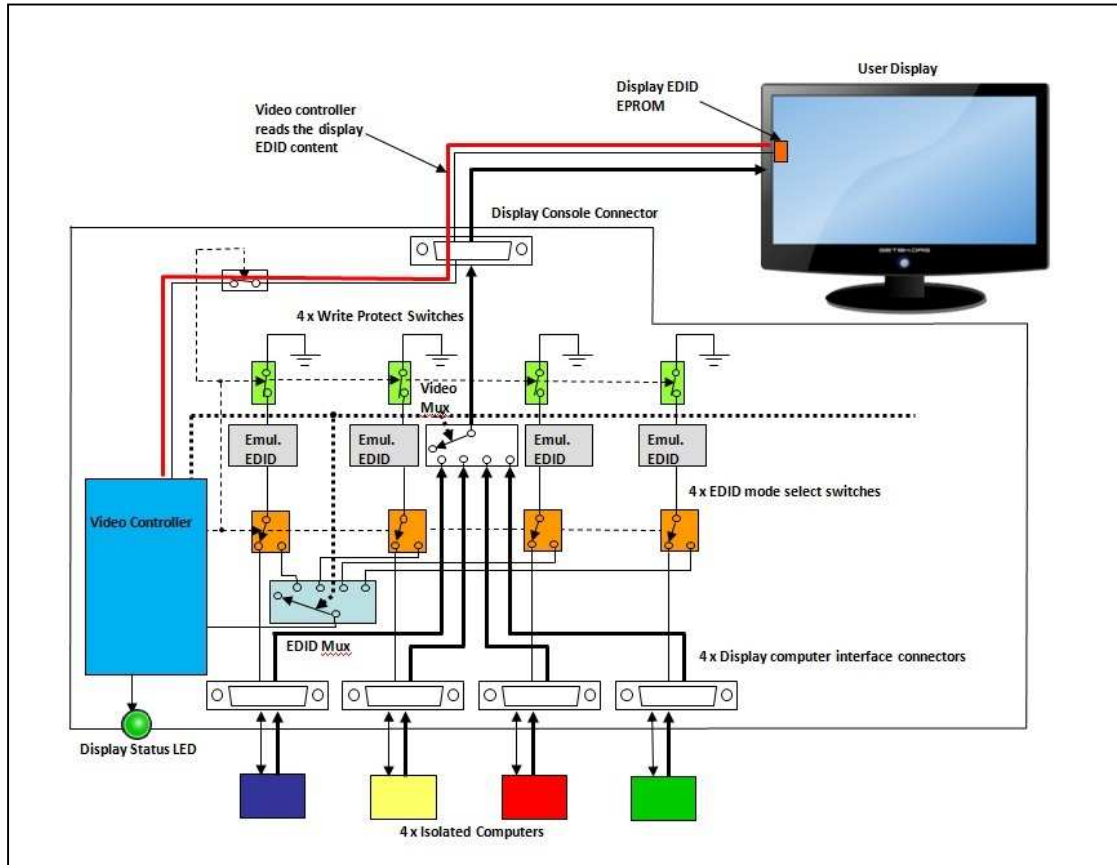 User Display
Display EDID
EPROM
Video controller
reads the display
EDID content
Display Console Connector
4 x Write Protect Switches
Video
Mux
Emul.
EDID
Emul.
EDID
Emul.
EDID
Emul.
EDID
4 x EDID mode select switches
Video Controller
EDID Mux
4 x Display computer interface connectors
Display Status LED
4 x Isolated Computers